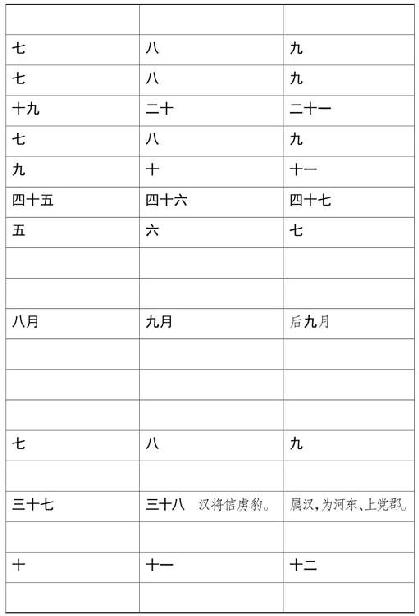 七 八 九
七 八 九
十九 二十 二十一
七 八 九
九 十 十一
四十五 四十六 四十七
五 六 七
八月 九月 后九月
七 八 九
三十七 三十八 汉将信虏豹。 属汉,为河东、上党郡。
十 十一 十二